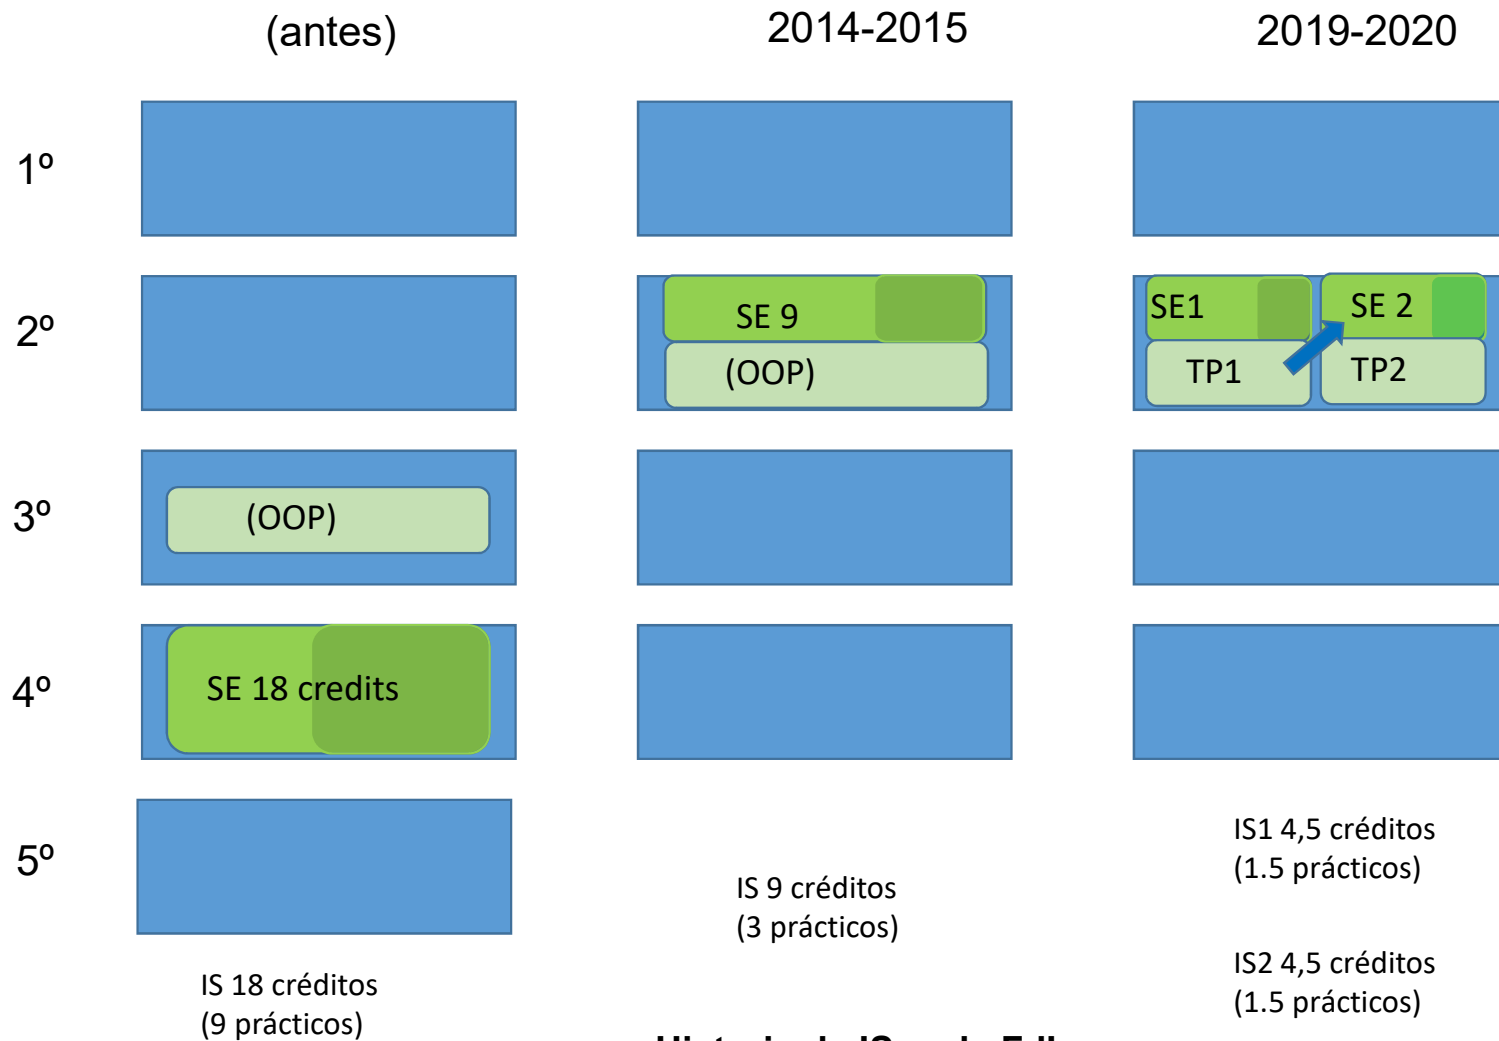 (antes)
2014-2015
2019-2020
1º
2º
SE 9
(OOP)
SE1
SE 2
TP1
TP2
3º
(OOP)
4º
SE 18 credits
5º
IS 18 créditos
(9 prácticos)
IS 9 créditos
(3 prácticos)
IS1 4,5 créditos
(1.5 prácticos)
IS2 4,5 créditos
(1.5 prácticos)